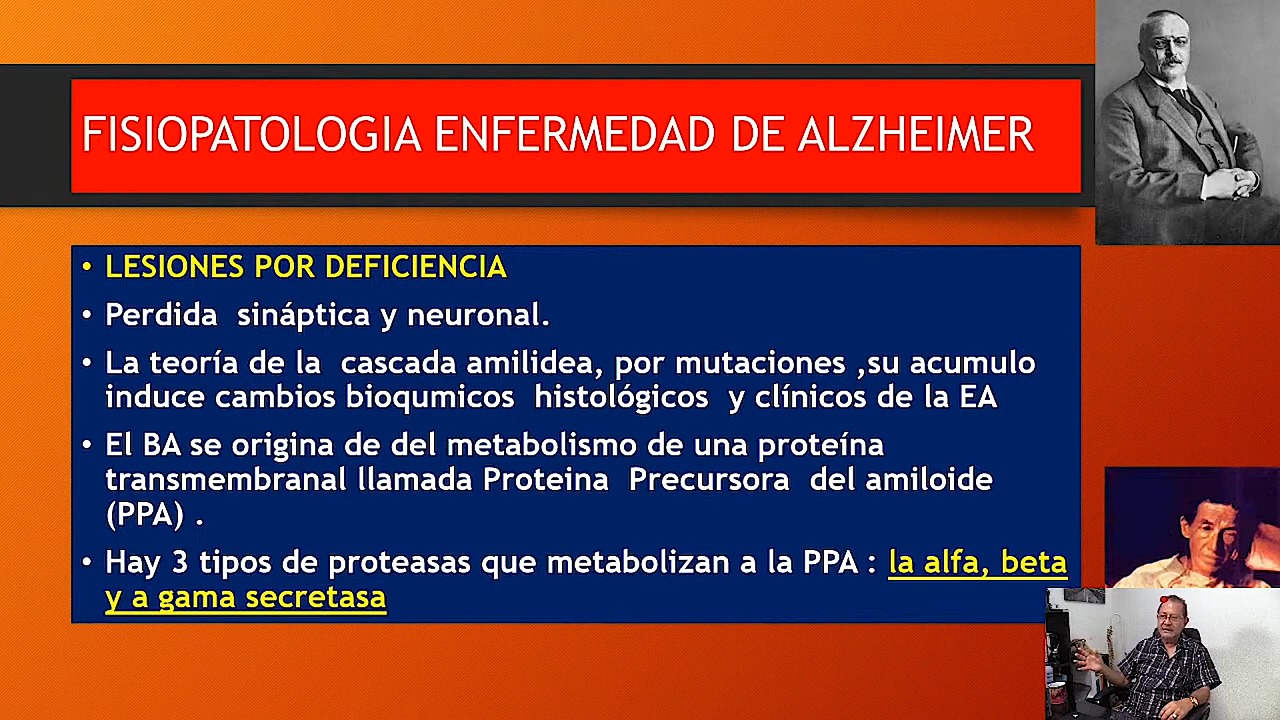 FISIOPATOLOGIA ENFERMEDAD DE ALZHEIMER
• LESIONES POR DEFICIENCIA
• Perdida sináptica y neuronal.
• La teoría de la cascada amilidea, por mutaciones ,su acumulo
induce cambios bioqumicos histológicos y clínicos de la EA
• El BA se origina de del metabolismo de una proteína
transmembranal llamada Proteina Precursora del amiloide
(PPA) .
• Hay 3 tipos de proteasas que metabolizan a la PPA : la alfa, beta
y a gama secretasa